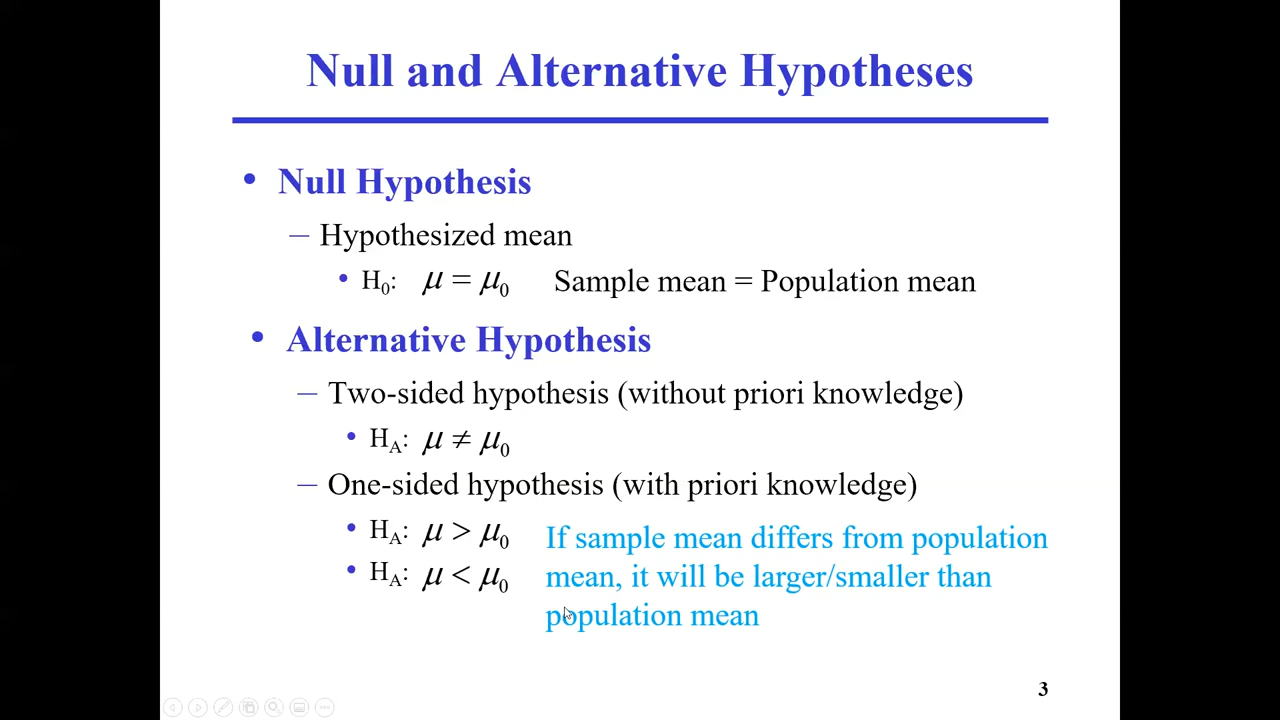 Null and Alternative Hypotheses
• Null Hypothesis
– Hypothesized mean
• H₀: μ = μ₀ Sample mean = Population mean
• Alternative Hypothesis
– Two-sided hypothesis (without priori knowledge)
• H_A: μ ≠ μ₀
– One-sided hypothesis (with priori knowledge)
• H_A: μ > μ₀
• H_A: μ < μ₀
If sample mean differs from population
mean, it will be larger/smaller than
population mean
3